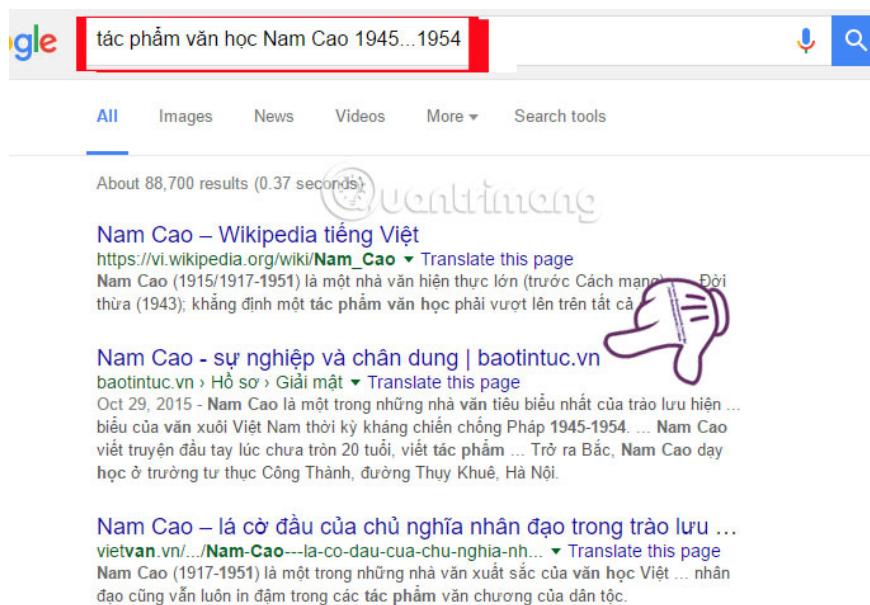 gle tác phẩm văn học Nam Cao 1945...1954
All Images News Videos More Search tools
About 88,700 results (0.37 seconds)
Quantrimang
Nam Cao – Wikipedia tiếng Việt
https://vi.wikipedia.org/wiki/Nam_Cao Translate this page
Nam Cao (1915/1917-1951) là một nhà văn hiện thực lớn (trước Cách mạng) Đời
thừa (1943); khẳng định một tác phẩm văn học phải vượt lên trên tất cả
Nam Cao - sự nghiệp và chân dung | baotintuc.vn
baotintuc.vn › Hồ sơ › Giải mật Translate this page
Oct 29, 2015 - Nam Cao là một trong những nhà văn tiêu biểu nhất của trào lưu hiện ...
biểu của văn xuôi Việt Nam thời kỳ kháng chiến chống Pháp 1945-1954. ... Nam Cao
viết truyện đầu tay lúc chưa tròn 20 tuổi, viết tác phẩm ... Trở ra Bắc, Nam Cao dạy
học ở trường tư thục Công Thành, đường Thụy Khuê, Hà Nội.
Nam Cao – lá cờ đầu của chủ nghĩa nhân đạo trong trào lưu ...
vietvan.vn/.../Nam-Cao---la-co-dau-cua-chu-nghia-nh... Translate this page
Nam Cao (1917-1951) là một trong những nhà văn xuất sắc của văn học Việt ... nhân
đạo cũng vẫn luôn in đậm trong các tác phẩm văn chương của dân tộc.